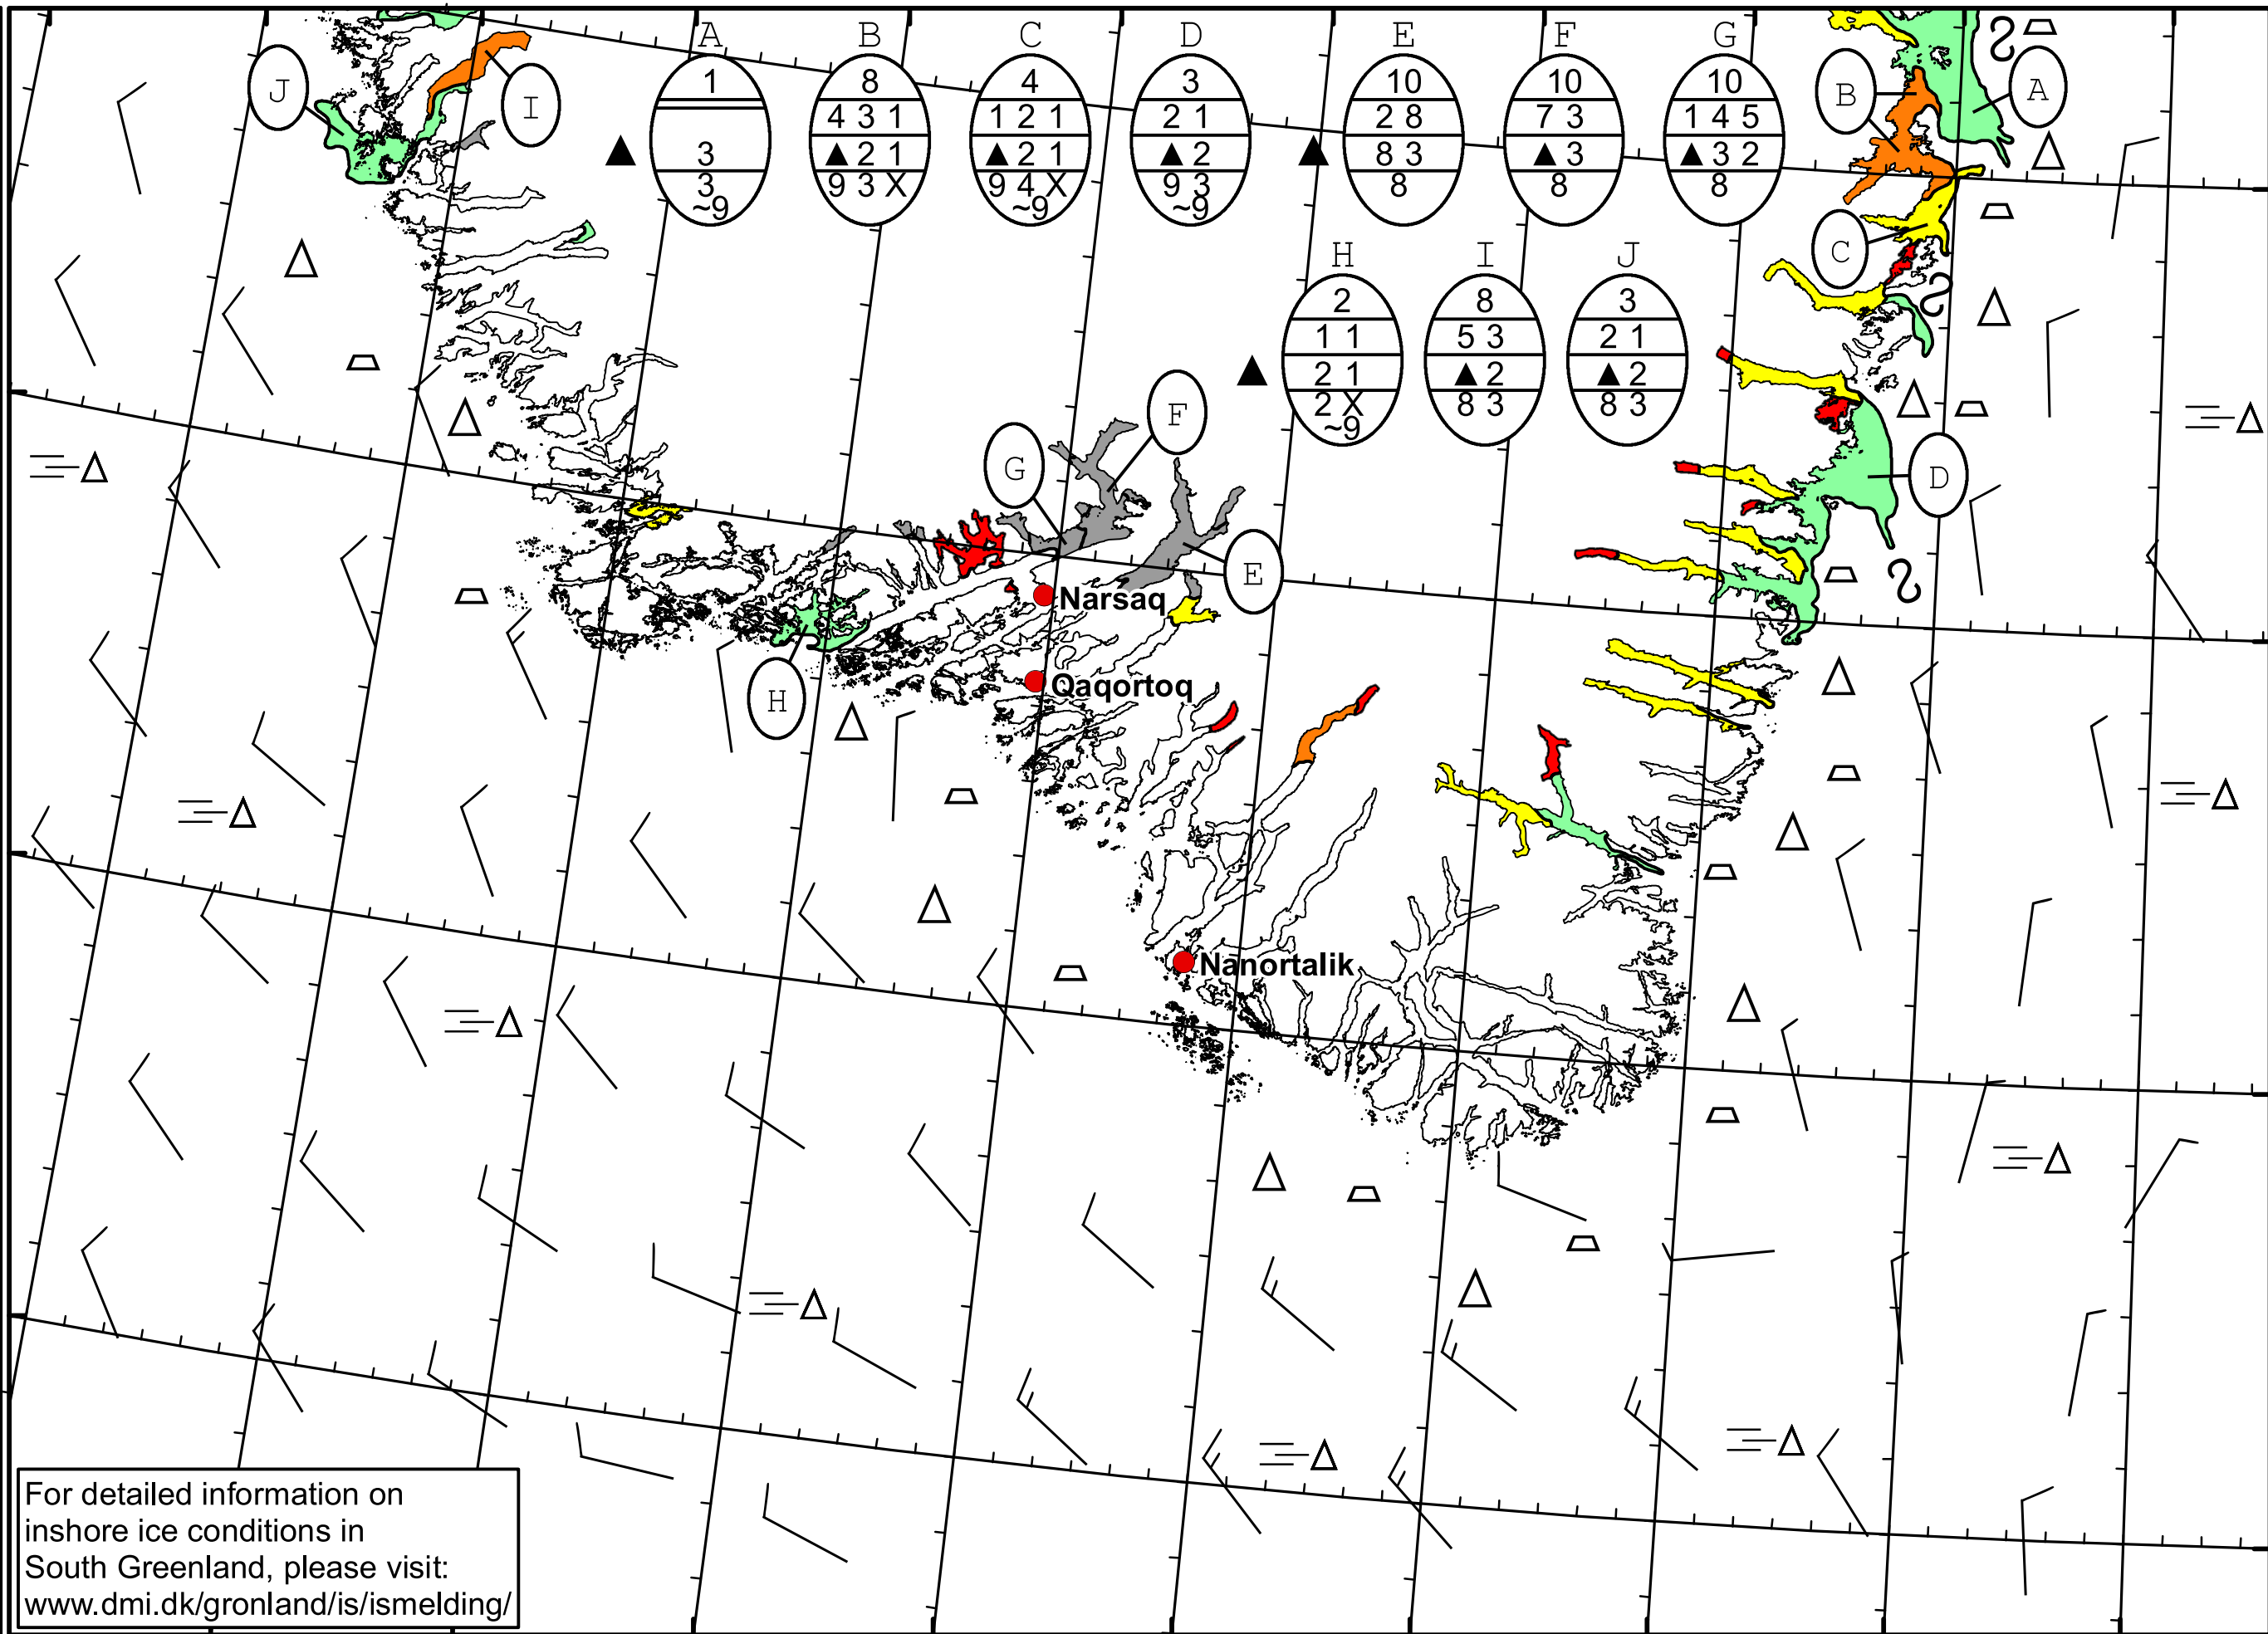 A B C D E F G
1
3
3
~9
8
4 3 1
▲ 2 1
9 3 X
4
1 2 1
▲ 2 1
9 4 X
~9
3
2 1
▲ 2
9 3
~9
10
2 8
8 3
8
10
7 3
▲ 3
8
10
1 4 5
▲ 3 2
8
H I J
2
1 1
2 1
2 X
~9
8
5 3
▲ 2
8 3
3
2 1
▲ 2
8 3
J
I
B
A
C
F
G
D
E
H
Narsaq
Qaqortoq
Nanortalik
For detailed information on
inshore ice conditions in
South Greenland, please visit:
www.dmi.dk/gronland/is/ismelding/